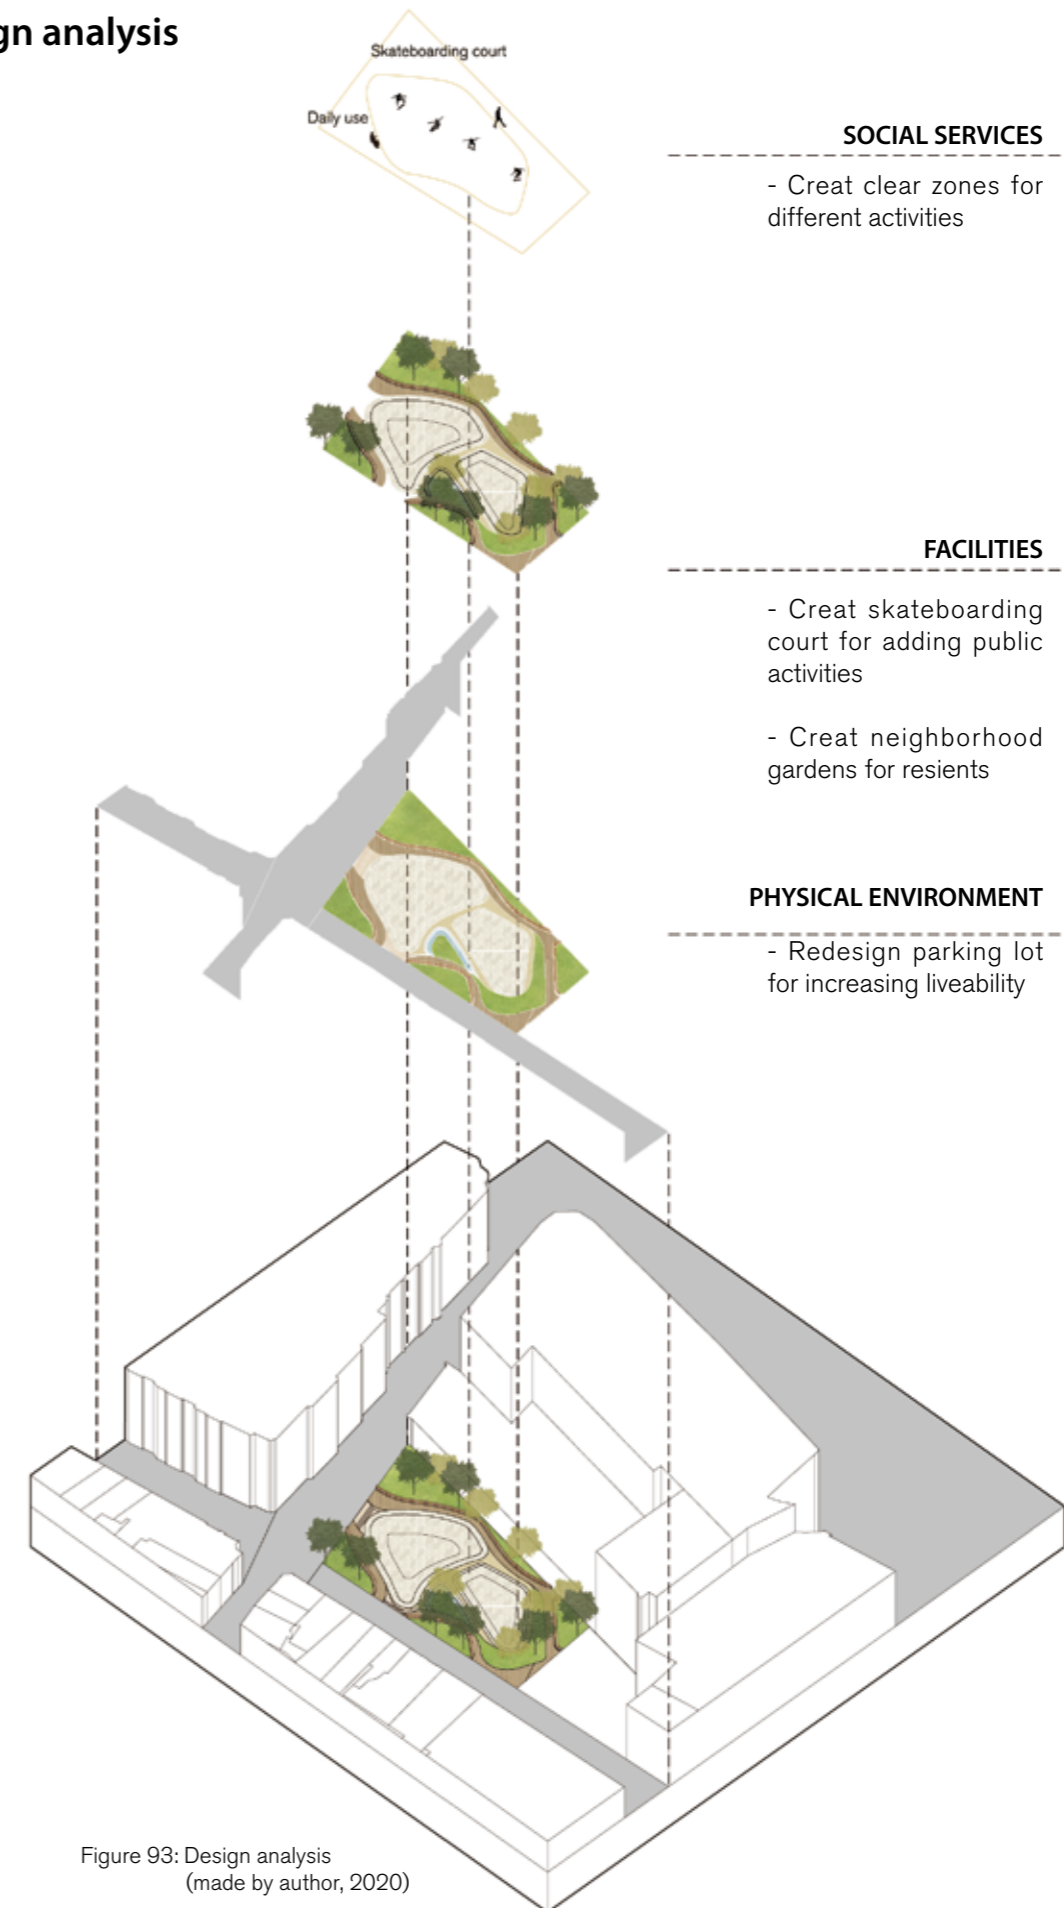 gn analysis
Skateboarding court
Daily use
SOCIAL SERVICES
- Creat clear zones for
different activities
FACILITIES
- Creat skateboarding
court for adding public
activities
- Creat neighborhood
gardens for resients
PHYSICAL ENVIRONMENT
- Redesign parking lot
for increasing liveability
Figure 93: Design analysis
(made by author, 2020)